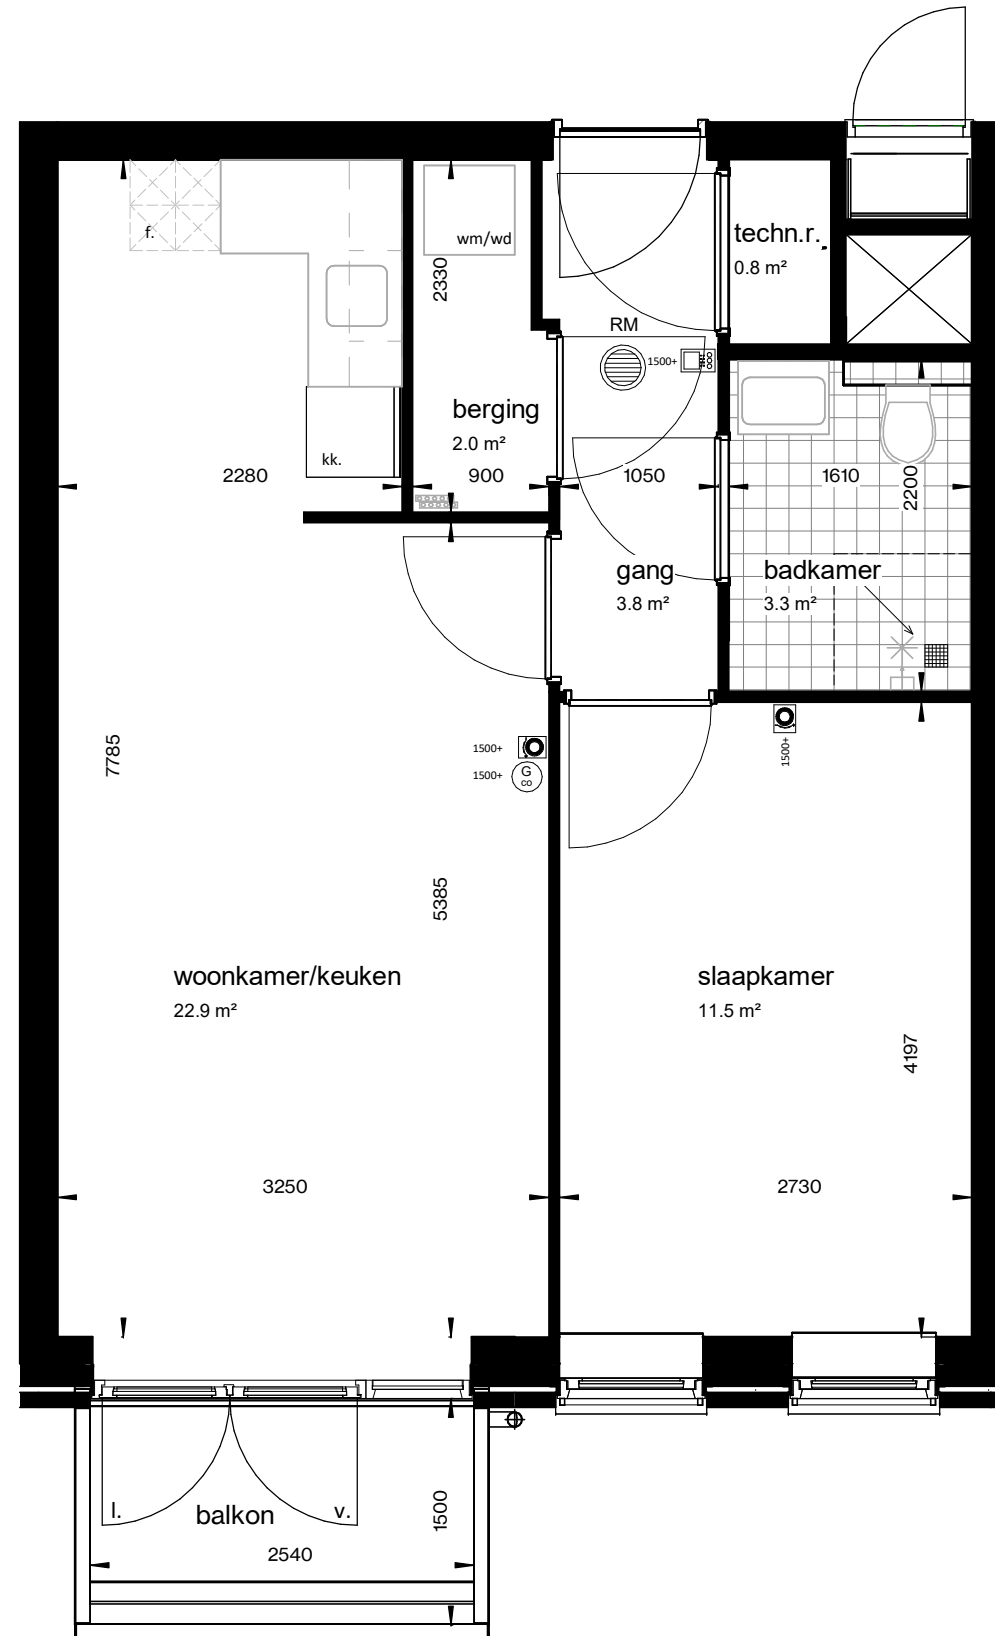 f.
wm/wd
techn.r.
0.8 m²
2330
RM
1500+
berging
2.0 m²
kk.
2280
900
1050
1610
2200
gang
3.8 m²
badkamer
3.3 m²
7785
1500+
1500+
G
co
1500+
5385
woonkamer/keuken
22.9 m²
slaapkamer
11.5 m²
4197
3250
2730
l.
balkon
v.
1500
2540